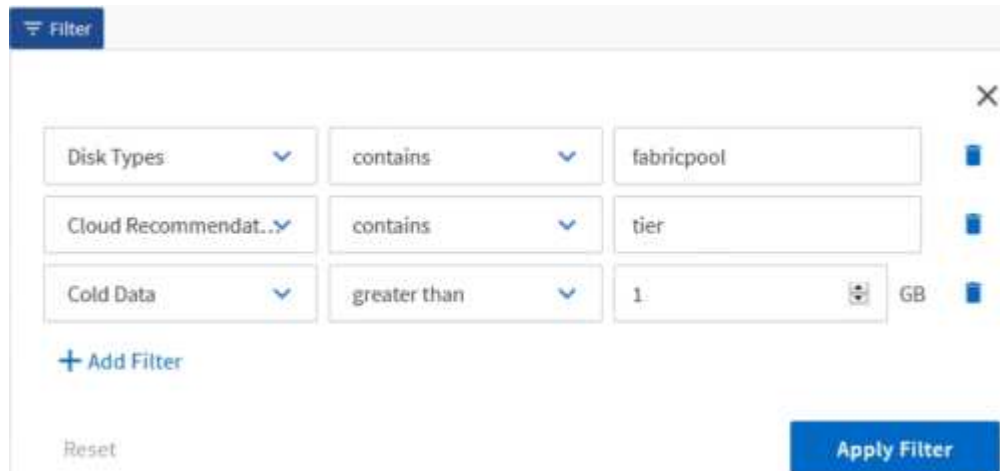 Filter
Disk Types contains fabricpool
Cloud Recommendat... contains tier
Cold Data greater than 1 GB
+ Add Filter
Reset Apply Filter